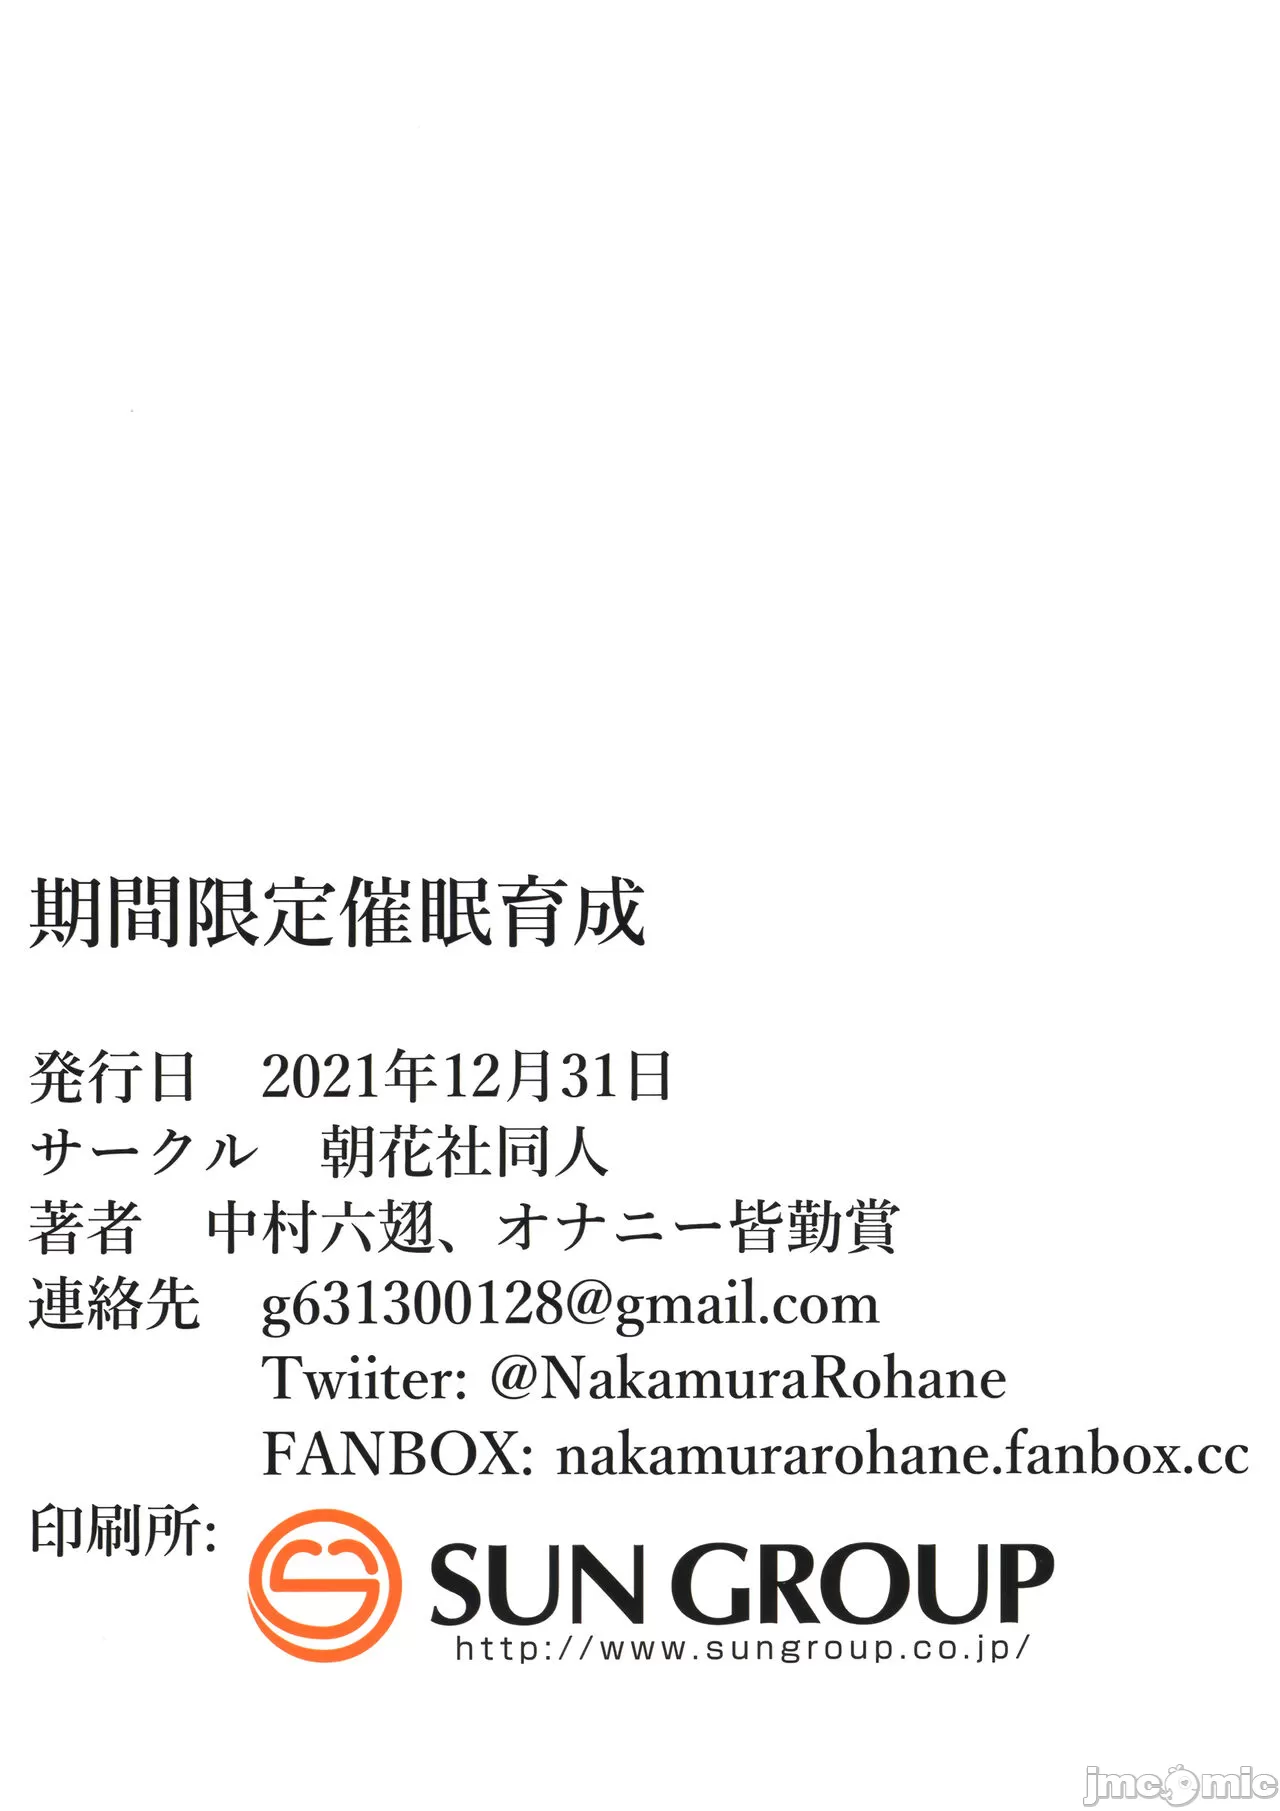 期間限定催眠育成
発行日　2021年12月31日
サークル　朝花社同人
著者　中村六翅、オナニー皆勤賞
連絡先　g631300128@gmail.com
Twiiter: @NakamuraRohane
FANBOX: nakamurarohane.fanbox.cc
印刷所:
SUN GROUP
http://www.sungroup.co.jp/
jmcomic